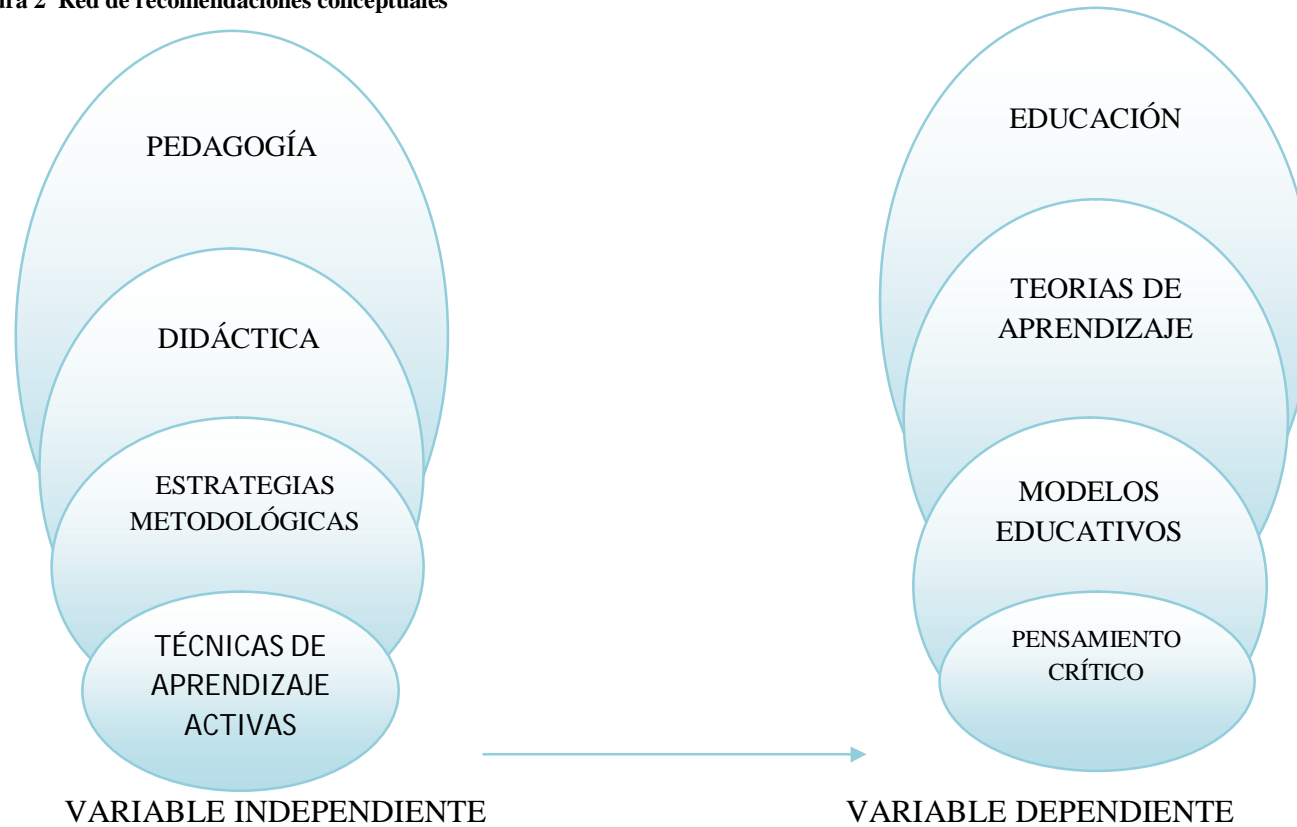 ra 2 Red de recomendaciones conceptuales
PEDAGOGÍA
DIDÁCTICA
ESTRATEGIAS
METODOLÓGICAS
TÉCNICAS DE
APRENDIZAJE
ACTIVAS
VARIABLE INDEPENDIENTE
EDUCACIÓN
TEORIAS DE
APRENDIZAJE
MODELOS
EDUCATIVOS
PENSAMIENTO
CRÍTICO
VARIABLE DEPENDIENTE